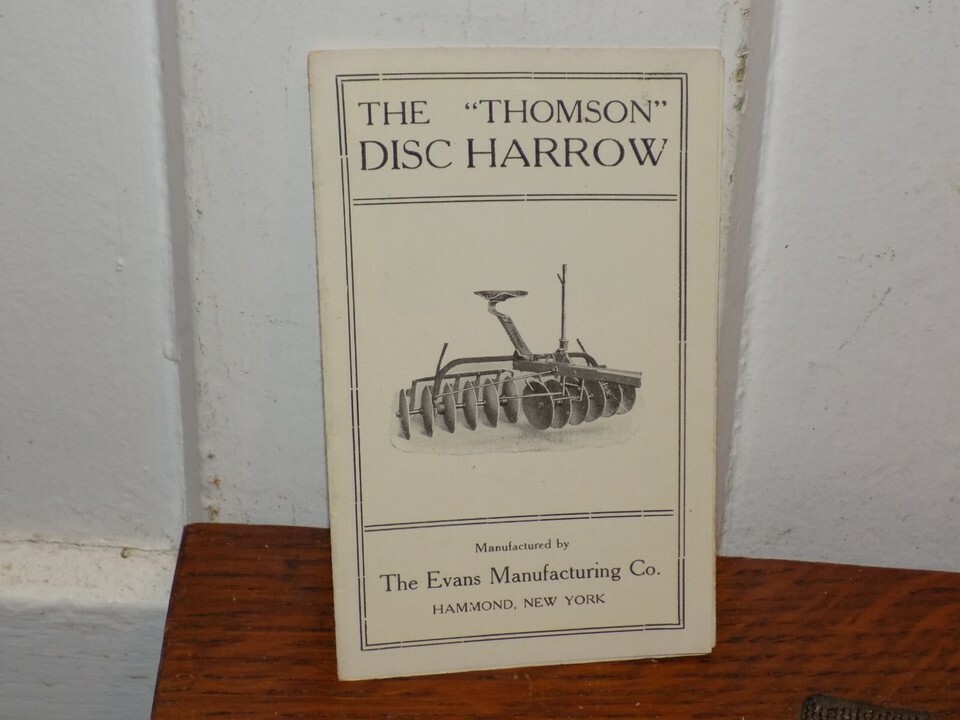 THE "THOMSON"
DISC HARROW
Manufactured by
The Evans Manufacturing Co.
HAMMOND, NEW YORK